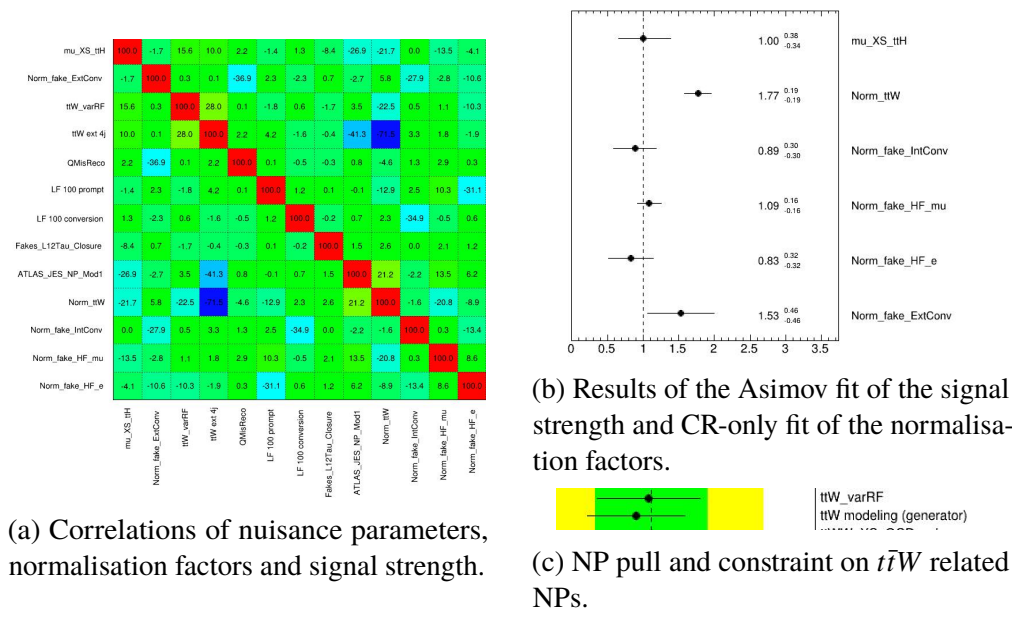 mu_XS_ttH 100.0 -1.7 15.6 10.0 2.2 -1.4 1.3 -8.4 -26.9 -21.7 0.0 -13.5 -4.1
Norm_fake_ExtConv -1.7 100.0 0.3 0.1 -36.9 2.3 -2.3 0.7 -2.7 5.8 -27.9 -2.8 -10.6
ttW_varRF 15.6 0.3 100.0 28.0 0.1 -1.8 0.6 -1.7 3.5 -22.5 0.5 1.1 -10.3
ttW ext 4j 10.0 0.1 28.0 100.0 2.2 4.2 -1.6 -0.4 -41.3 -71.5 3.3 1.8 -1.9
QMisReco 2.2 -36.9 0.1 2.2 100.0 0.1 -0.5 -0.3 0.8 -4.6 1.3 2.9 0.3
LF 100 prompt -1.4 2.3 -1.8 4.2 0.1 100.0 1.2 0.1 -0.1 -12.9 2.5 10.3 -31.1
LF 100 conversion 1.3 -2.3 0.6 -1.6 -0.5 1.2 100.0 -0.2 0.7 2.3 -34.9 -0.5 0.6
Fakes_L12Tau_Closure -8.4 0.7 -1.7 -0.4 -0.3 0.1 -0.2 100.0 1.5 2.6 0.0 2.1 1.2
ATLAS_JES_NP_Mod1 -26.9 -2.7 3.5 -41.3 0.8 -0.1 0.7 1.5 100.0 21.2 -2.2 13.5 6.2
Norm_ttW -21.7 5.8 -22.5 -71.5 -4.6 -12.9 2.3 2.6 21.2 100.0 -1.6 -20.8 -8.9
Norm_fake_IntConv 0.0 -27.9 0.5 3.3 1.3 2.5 -34.9 0.0 -2.2 -1.6 100.0 0.3 -13.4
Norm_fake_HF_mu -13.5 -2.8 1.1 1.8 2.9 10.3 -0.5 2.1 13.5 -20.8 0.3 100.0 8.6
Norm_fake_HF_e -4.1 -10.6 -10.3 -1.9 0.3 -31.1 0.6 1.2 6.2 -8.9 -13.4 8.6 100.0
mu_XS_ttH Norm_fake_ExtConv ttW_varRF ttW ext 4j QMisReco LF 100 prompt LF 100 conversion Fakes_L12Tau_Closure ATLAS_JES_NP_Mod1 Norm_ttW Norm_fake_IntConv Norm_fake_HF_mu Norm_fake_HF_e
(a) Correlations of nuisance parameters,
normalisation factors and signal strength.
1.00 0.38 -0.34 mu_XS_ttH
1.77 0.19 -0.19 Norm_ttW
0.89 0.30 -0.30 Norm_fake_IntConv
1.09 0.16 -0.16 Norm_fake_HF_mu
0.83 0.32 -0.32 Norm_fake_HF_e
1.53 0.46 -0.46 Norm_fake_ExtConv
0 0.5 1 1.5 2 2.5 3 3.5
(b) Results of the Asimov fit of the signal
strength and CR-only fit of the normalisa-
tion factors.
ttW_varRF
ttW modeling (generator)
(c) NP pull and constraint on tt̄W related
NPs.